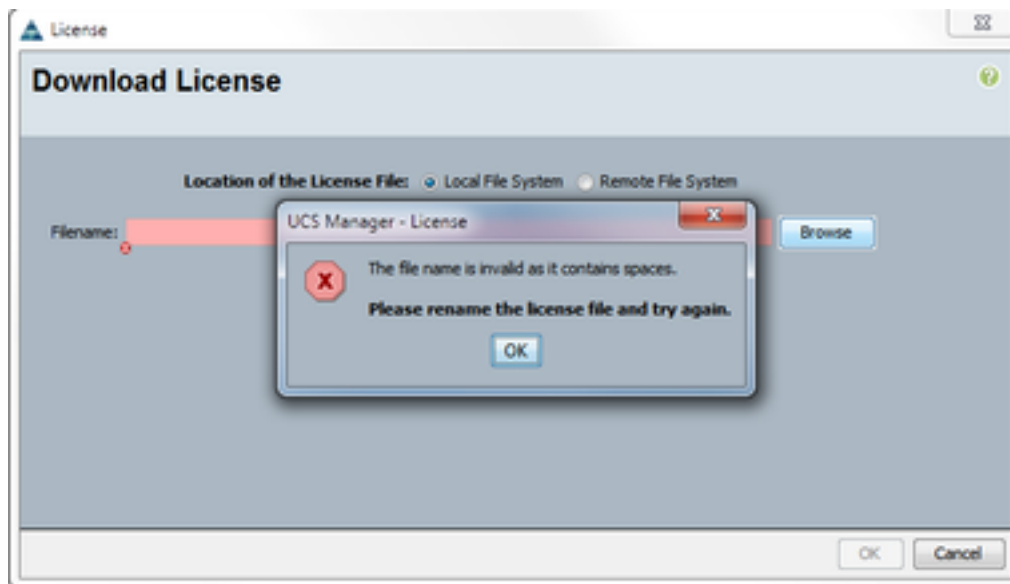 License
Download License
Location of the License File: Local File System Remote File System
Filename:
Browse
UCS Manager - License
The file name is invalid as it contains spaces.
Please rename the license file and try again.
OK
OK Cancel